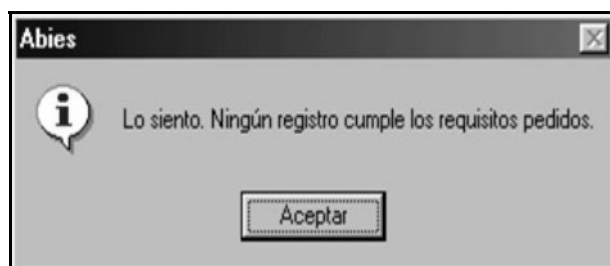 Abies
Lo siento. Ningún registro cumple los requisitos pedidos.
Aceptar